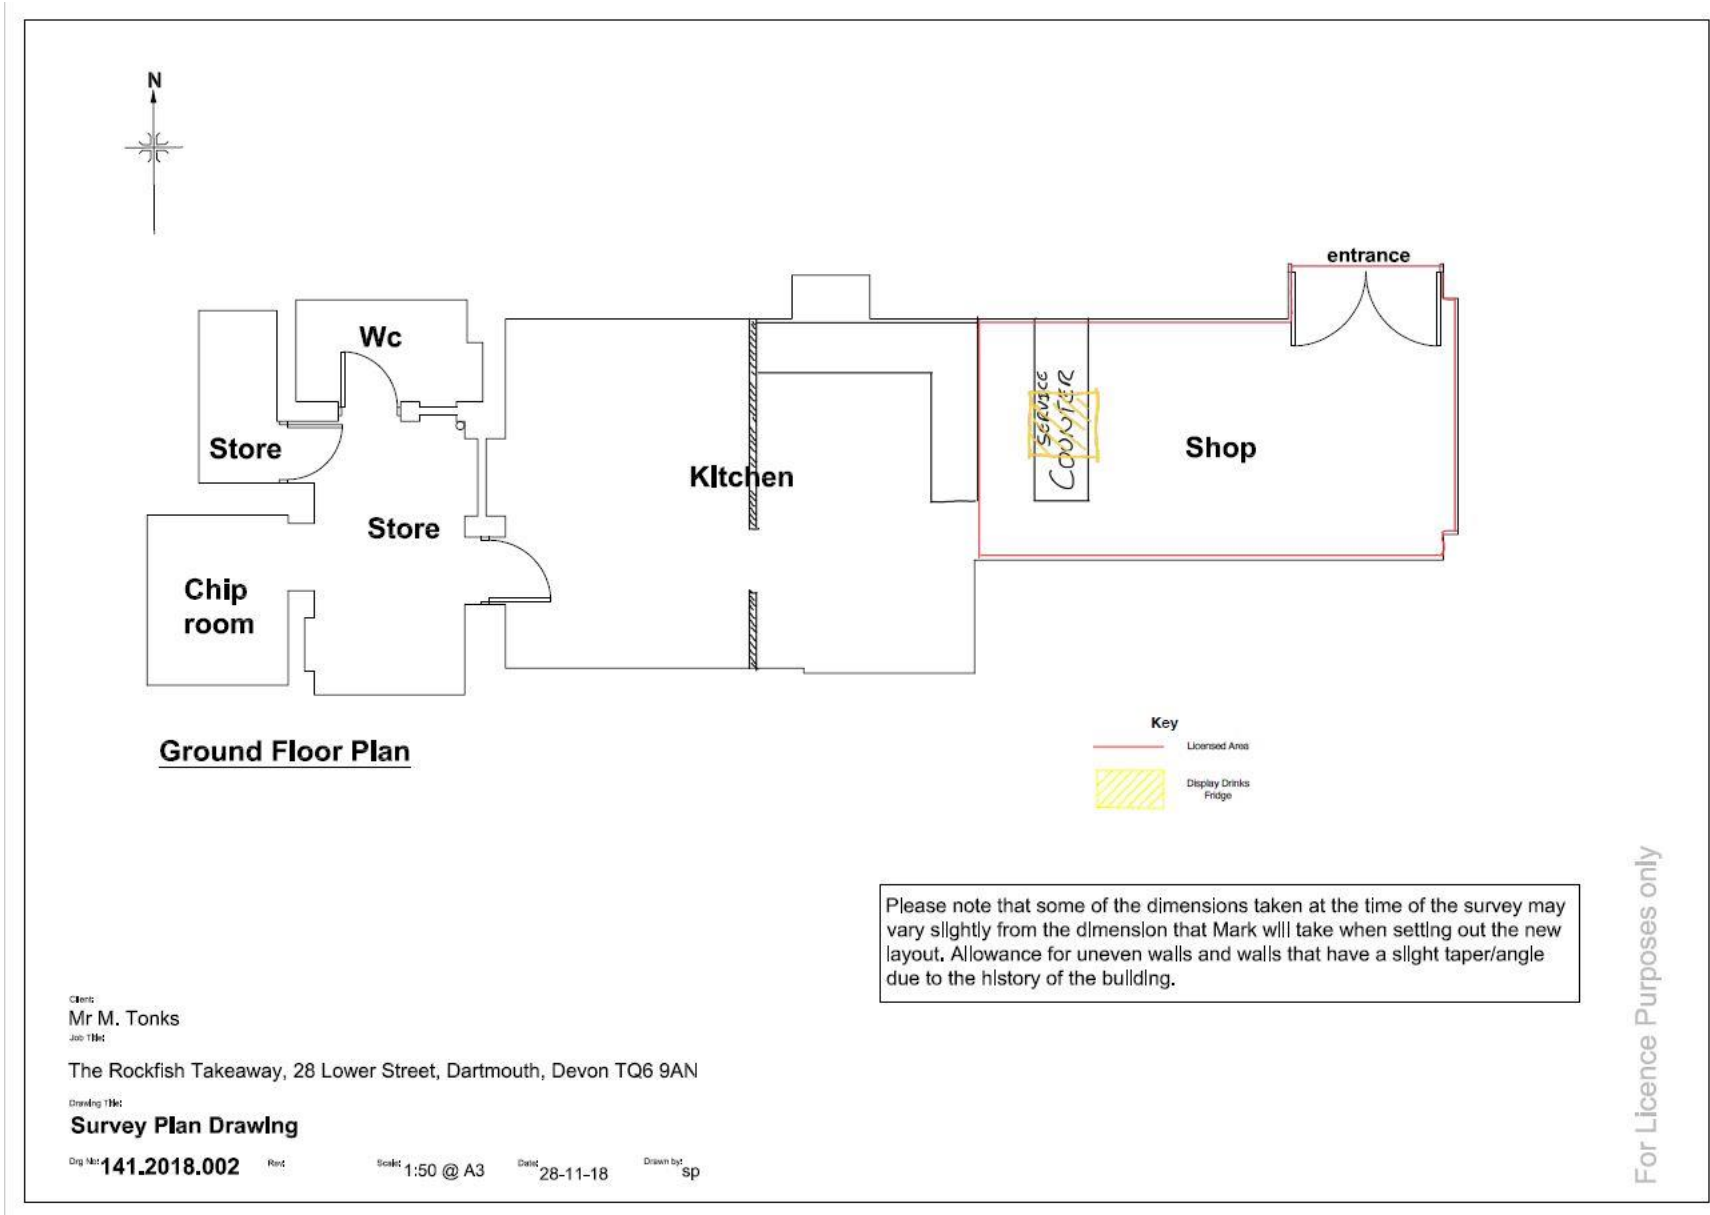 N
entrance
Wc
Store
Kitchen
SERVICE
COUNTER
Shop
Store
Chip
room
Ground Floor Plan
Key
Licensed Area
Display Drinks
Fridge
Please note that some of the dimensions taken at the time of the survey may
vary slightly from the dimension that Mark will take when setting out the new
layout. Allowance for uneven walls and walls that have a slight taper/angle
due to the history of the building.
Client:
Mr M. Tonks
Job Title:
The Rockfish Takeaway, 28 Lower Street, Dartmouth, Devon TQ6 9AN
Drawing Title:
Survey Plan Drawing
Drg No: 141.2018.002 Rev: Scale: 1:50 @ A3 Date: 28-11-18 Drawn by: sp
For Licence Purposes only